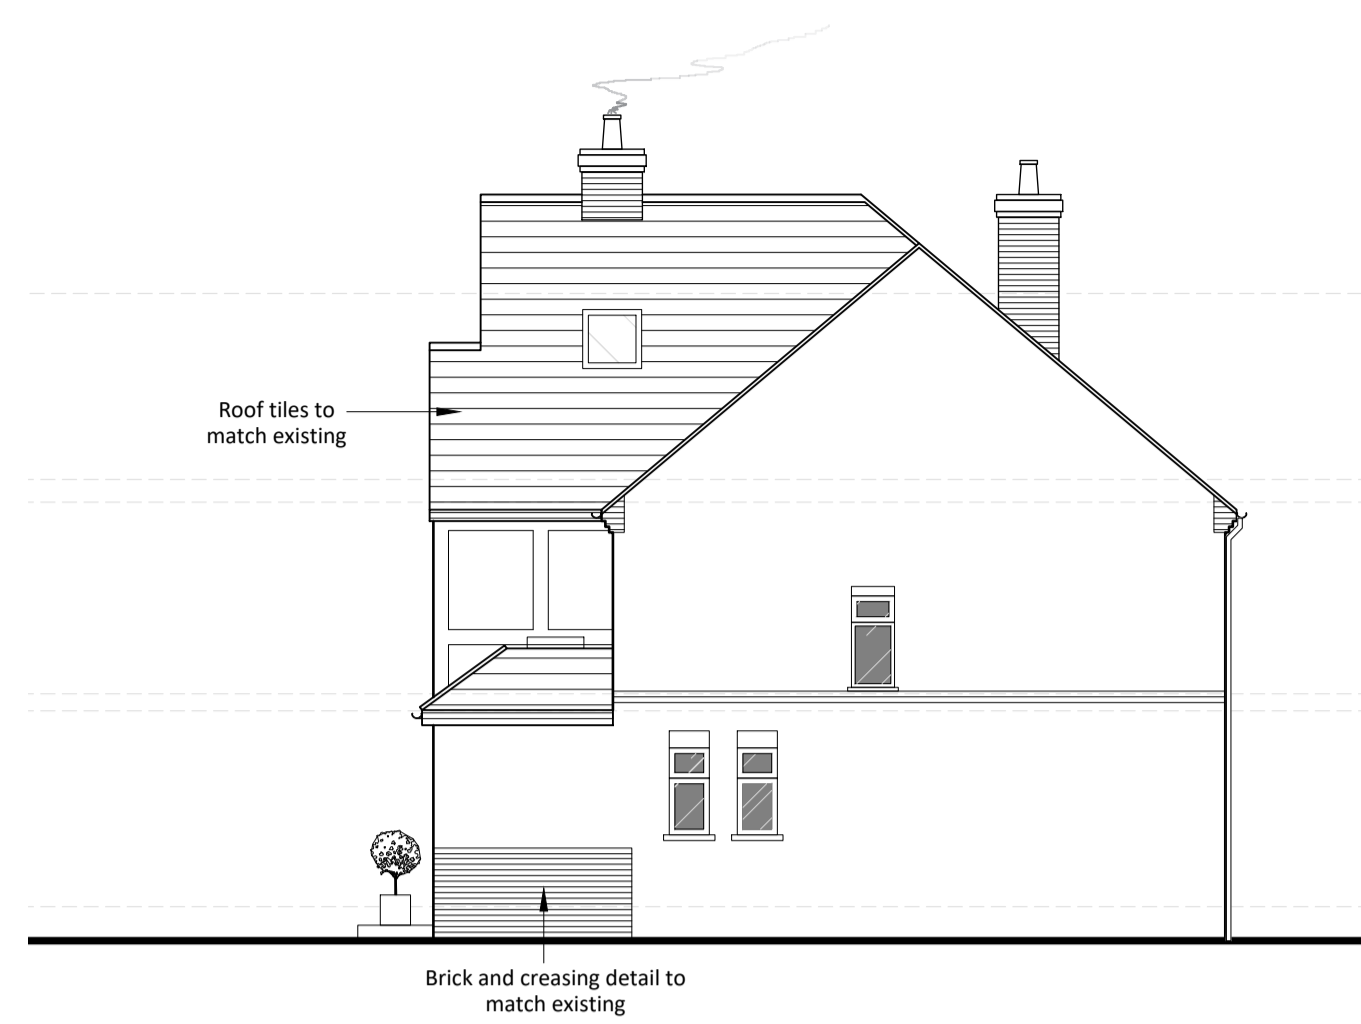 Roof tiles to
match existing
Brick and creasing detail to
match existing